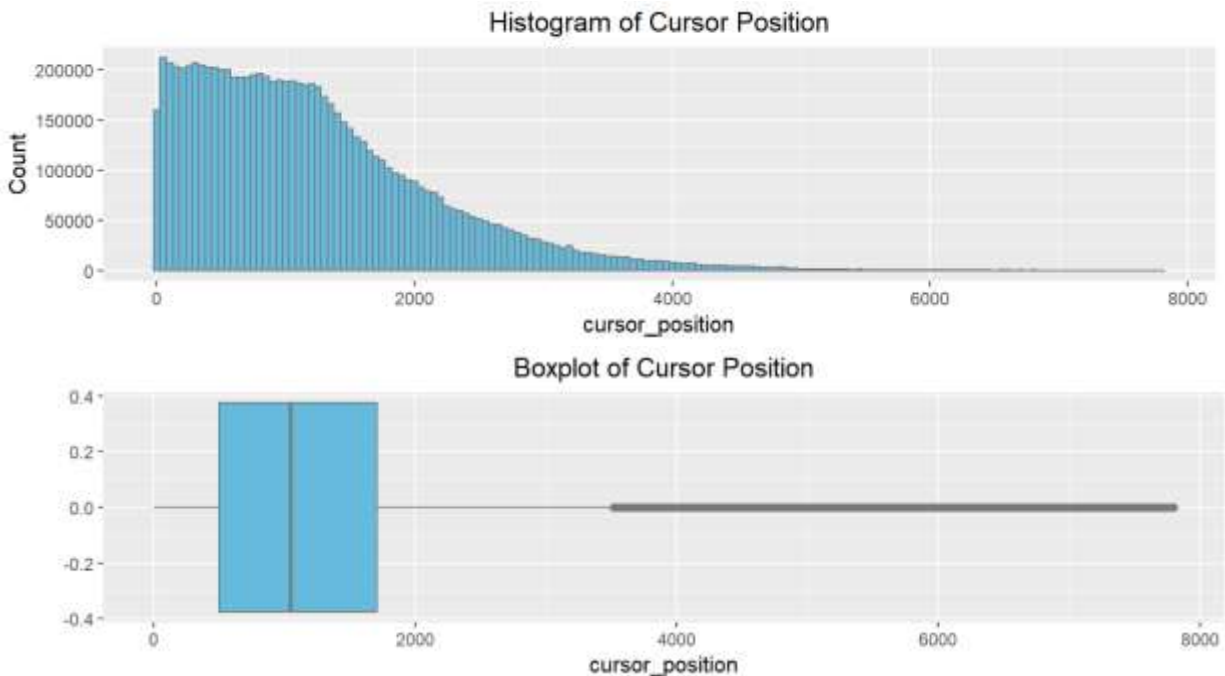 Histogram of Cursor Position
Count
200000
150000
100000
50000
0
0 2000 4000 6000 8000
cursor_position
Boxplot of Cursor Position
0.4
0.2
0.0
-0.2
-0.4
0 2000 4000 6000 8000
cursor_position